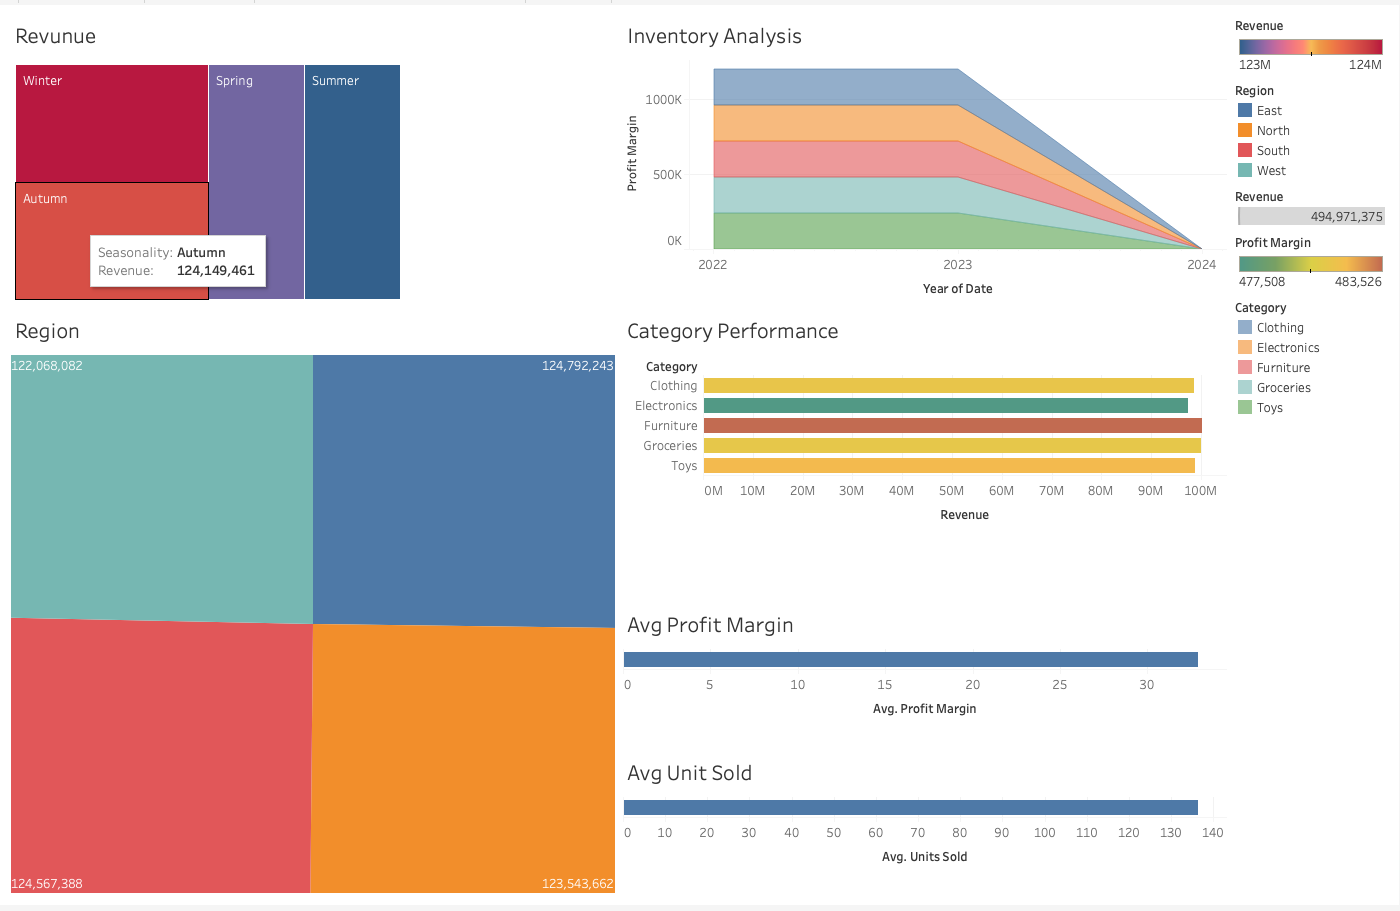 Revunue
Winter
Spring
Summer
Autumn
Seasonality: Autumn
Revenue: 124,149,461
Inventory Analysis
Profit Margin
1000K
500K
0K
2022 2023 2024
Year of Date
Revenue
123M 124M
Region
East
North
South
West
Revenue
494,971,375
Profit Margin
477,508 483,526
Category
Clothing
Electronics
Furniture
Groceries
Toys
Region
122,068,082 124,792,243
124,567,388 123,543,662
Category Performance
Category
Clothing
Electronics
Furniture
Groceries
Toys
0M 10M 20M 30M 40M 50M 60M 70M 80M 90M 100M
Revenue
Avg Profit Margin
0 5 10 15 20 25 30
Avg. Profit Margin
Avg Unit Sold
0 10 20 30 40 50 60 70 80 90 100 110 120 130 140
Avg. Units Sold